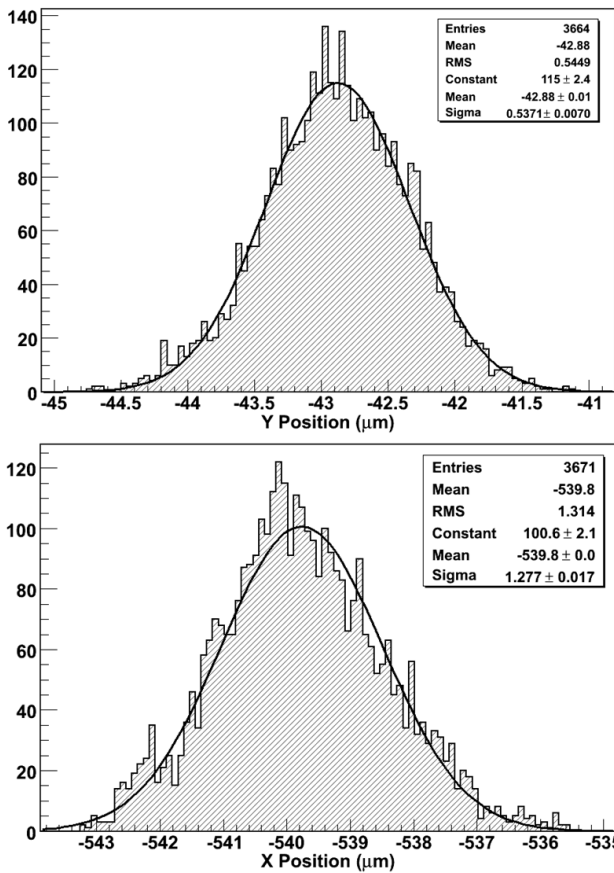 140
120
100
80
60
40
20
0
Entries 3664
Mean -42.88
RMS 0.5449
Constant 115 ± 2.4
Mean -42.88 ± 0.01
Sigma 0.5371± 0.0070
-45 -44.5 -44 -43.5 -43 -42.5 -42 -41.5 -41
Y Position (μm)
120
100
80
60
40
20
0
Entries 3671
Mean -539.8
RMS 1.314
Constant 100.6 ± 2.1
Mean -539.8 ± 0.0
Sigma 1.277 ± 0.017
-543 -542 -541 -540 -539 -538 -537 -536 -535
X Position (μm)